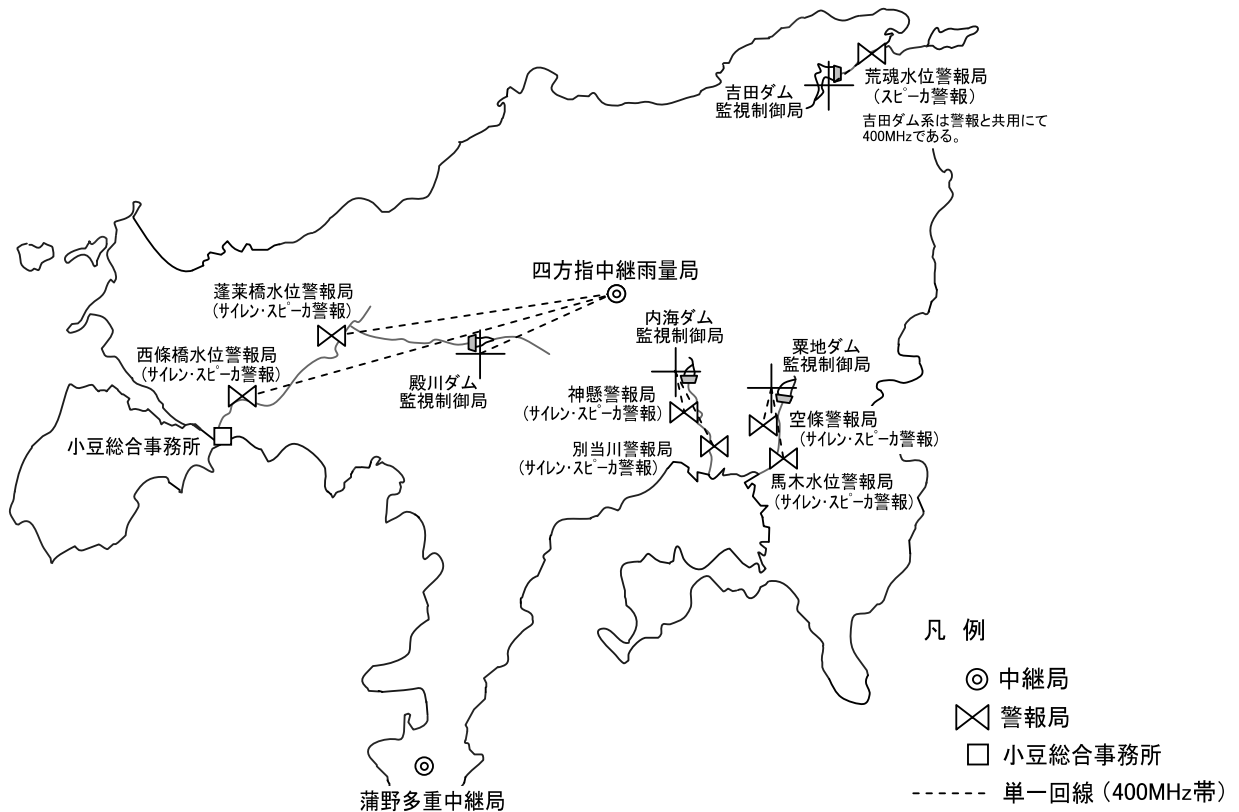 吉田ダム
監視制御局
荒魂水位警報局
(スピーカ警報)
吉田ダム系は警報と共用にて
400MHzである。
四方指中継雨量局
蓬莱橋水位警報局
(サイレン・スピーカ警報)
内海ダム
監視制御局
西條橋水位警報局
(サイレン・スピーカ警報)
粟地ダム
監視制御局
殿川ダム
監視制御局
神懸警報局
(サイレン・スピーカ警報)
空條警報局
(サイレン・スピーカ警報)
小豆総合事務所
別当川警報局
(サイレン・スピーカ警報)
馬木水位警報局
(サイレン・スピーカ警報)
蒲野多重中継局
凡 例
中継局
警報局
小豆総合事務所
単一回線(400MHz帯)